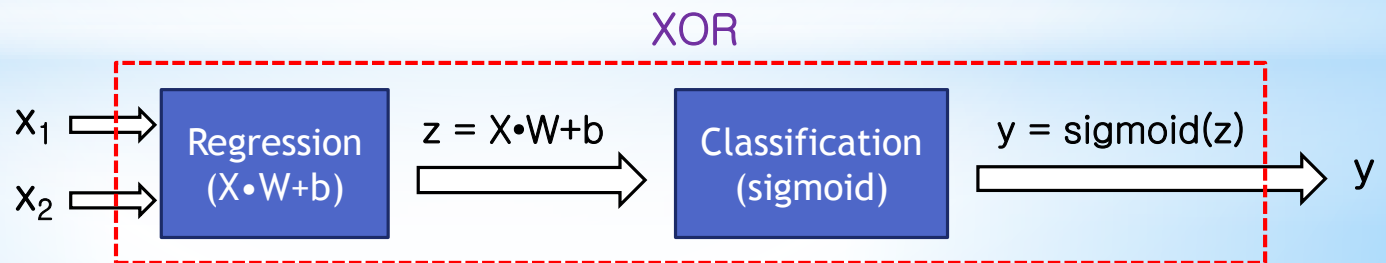 XOR
x₁
x₂
Regression
(X•W+b)
z = X•W+b
Classification
(sigmoid)
y = sigmoid(z)
y